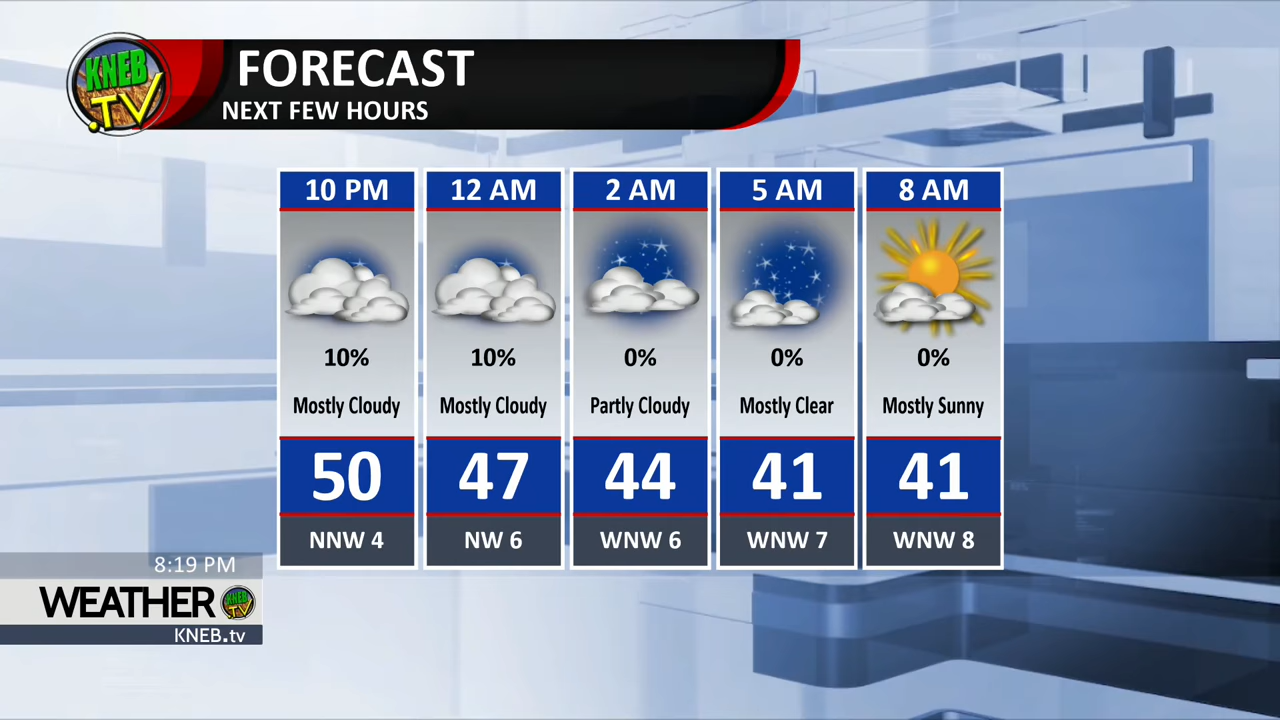 KNEB
.TV
FORECAST
NEXT FEW HOURS
10 PM
10%
Mostly Cloudy
50
NNW 4
12 AM
10%
Mostly Cloudy
47
NW 6
2 AM
0%
Partly Cloudy
44
WNW 6
5 AM
0%
Mostly Clear
41
WNW 7
8 AM
0%
Mostly Sunny
41
WNW 8
8:19 PM
WEATHER
KNEB
.TV
KNEB.tv